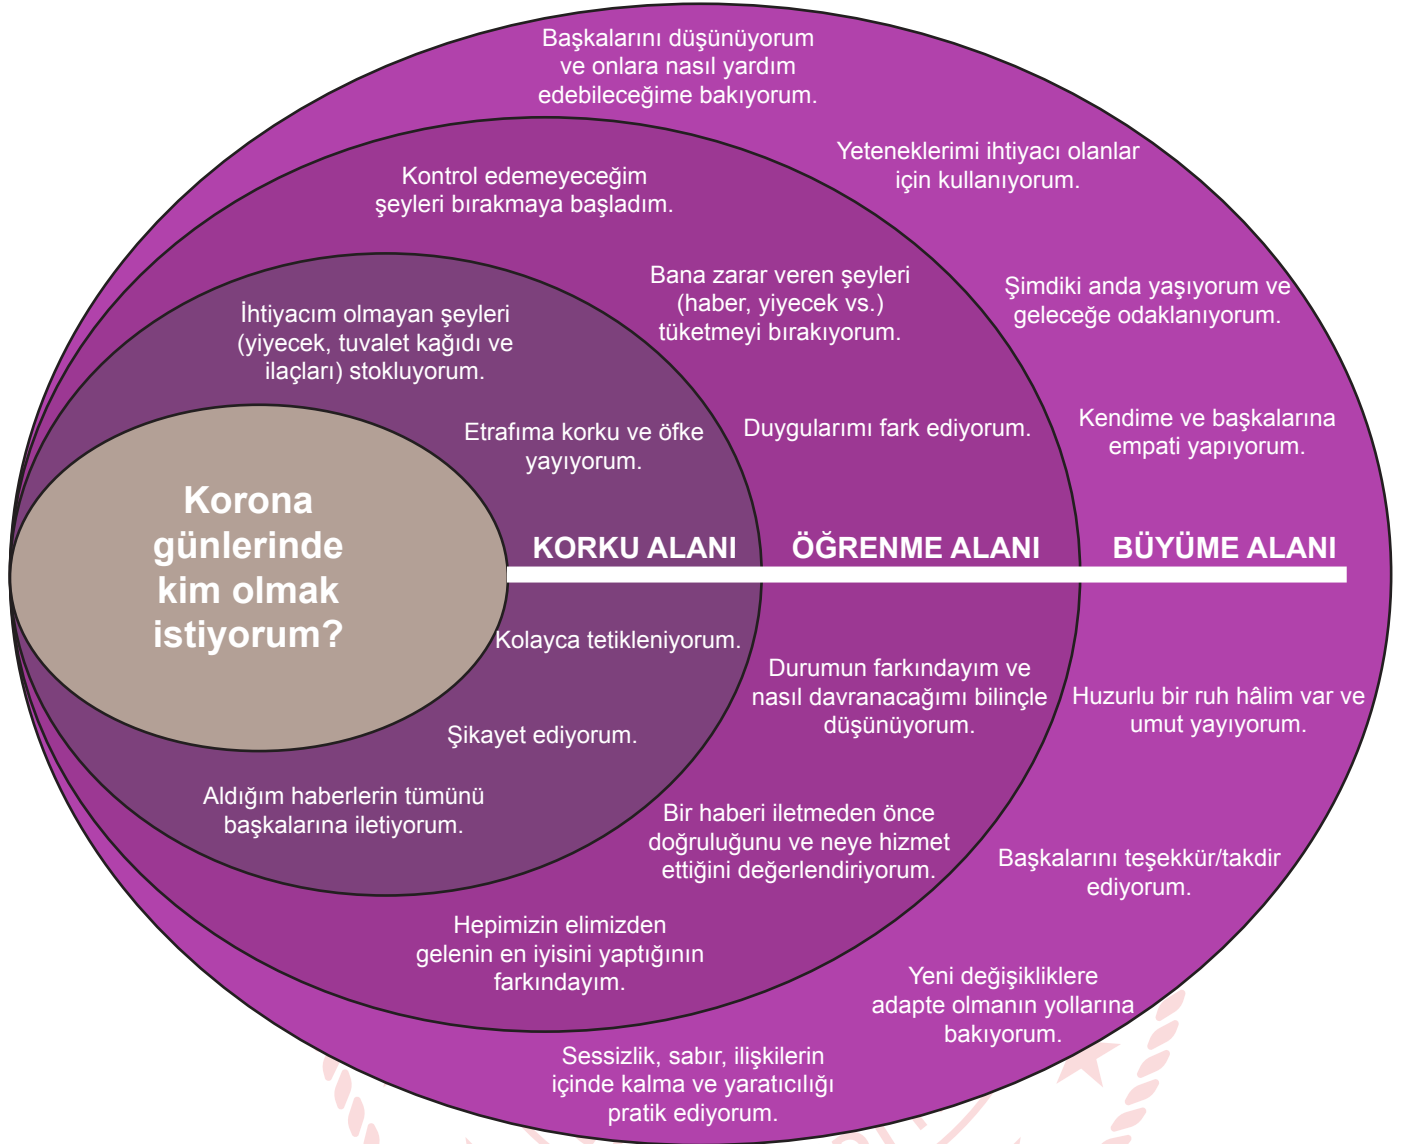 Başkalarını düşünüyorum
ve onlara nasıl yardım
edebileceğime bakıyorum.
Yeteneklerimi ihtiyacı olanlar
için kullanıyorum.
Kontrol edemeyeceğim
şeyleri bırakmaya başladım.
Bana zarar veren şeyleri
(haber, yiyecek vs.)
tüketmeyi bırakıyorum.
Şimdiki anda yaşıyorum ve
geleceğe odaklanıyorum.
İhtiyacım olmayan şeyleri
(yiyecek, tuvalet kağıdı ve
ilaçları) stokluyorum.
Etrafıma korku ve öfke
yayıyorum.
Duygularımı fark ediyorum.
Kendime ve başkalarına
empati yapıyorum.
Korona
günlerinde
kim olmak
istiyorum?
KORKU ALANI
ÖĞRENME ALANI
BÜYÜME ALANI
Kolayca tetikleniyorum.
Durumun farkındayım ve
nasıl davranacağımı bilinçle
düşünüyorum.
Huzurlu bir ruh hâlim var ve
umut yayıyorum.
Şikayet ediyorum.
Aldığım haberlerin tümünü
başkalarına iletiyorum.
Bir haberi iletmeden önce
doğruluğunu ve neye hizmet
ettiğini değerlendiriyorum.
Başkalarını teşekkür/takdir
ediyorum.
Hepimizin elimizden
gelenin en iyisini yaptığının
farkındayım.
Yeni değişikliklere
adapte olmanın yollarına
bakıyorum.
Sessizlik, sabır, ilişkilerin
içinde kalma ve yaratıcılığı
pratik ediyorum.